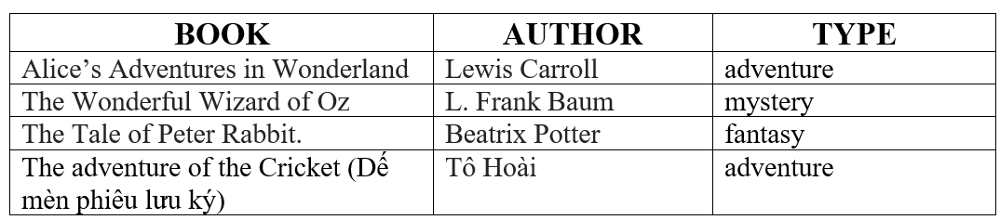 BOOK AUTHOR TYPE
Alice’s Adventures in Wonderland Lewis Carroll adventure
The Wonderful Wizard of Oz L. Frank Baum mystery
The Tale of Peter Rabbit. Beatrix Potter fantasy
The adventure of the Cricket (Dế Tô Hoài adventure
mèn phiêu lưu ký)